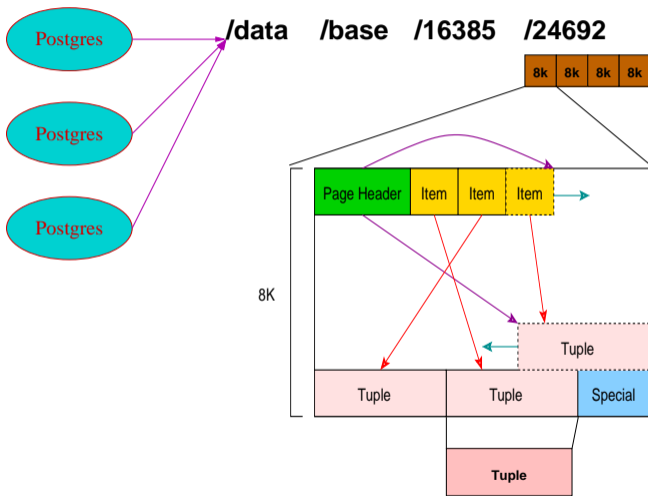 /data /base /16385 /24692
Postgres
Postgres
Postgres
8k 8k 8k 8k
Page Header Item Item Item
8K
Tuple
Tuple Tuple Special
Tuple